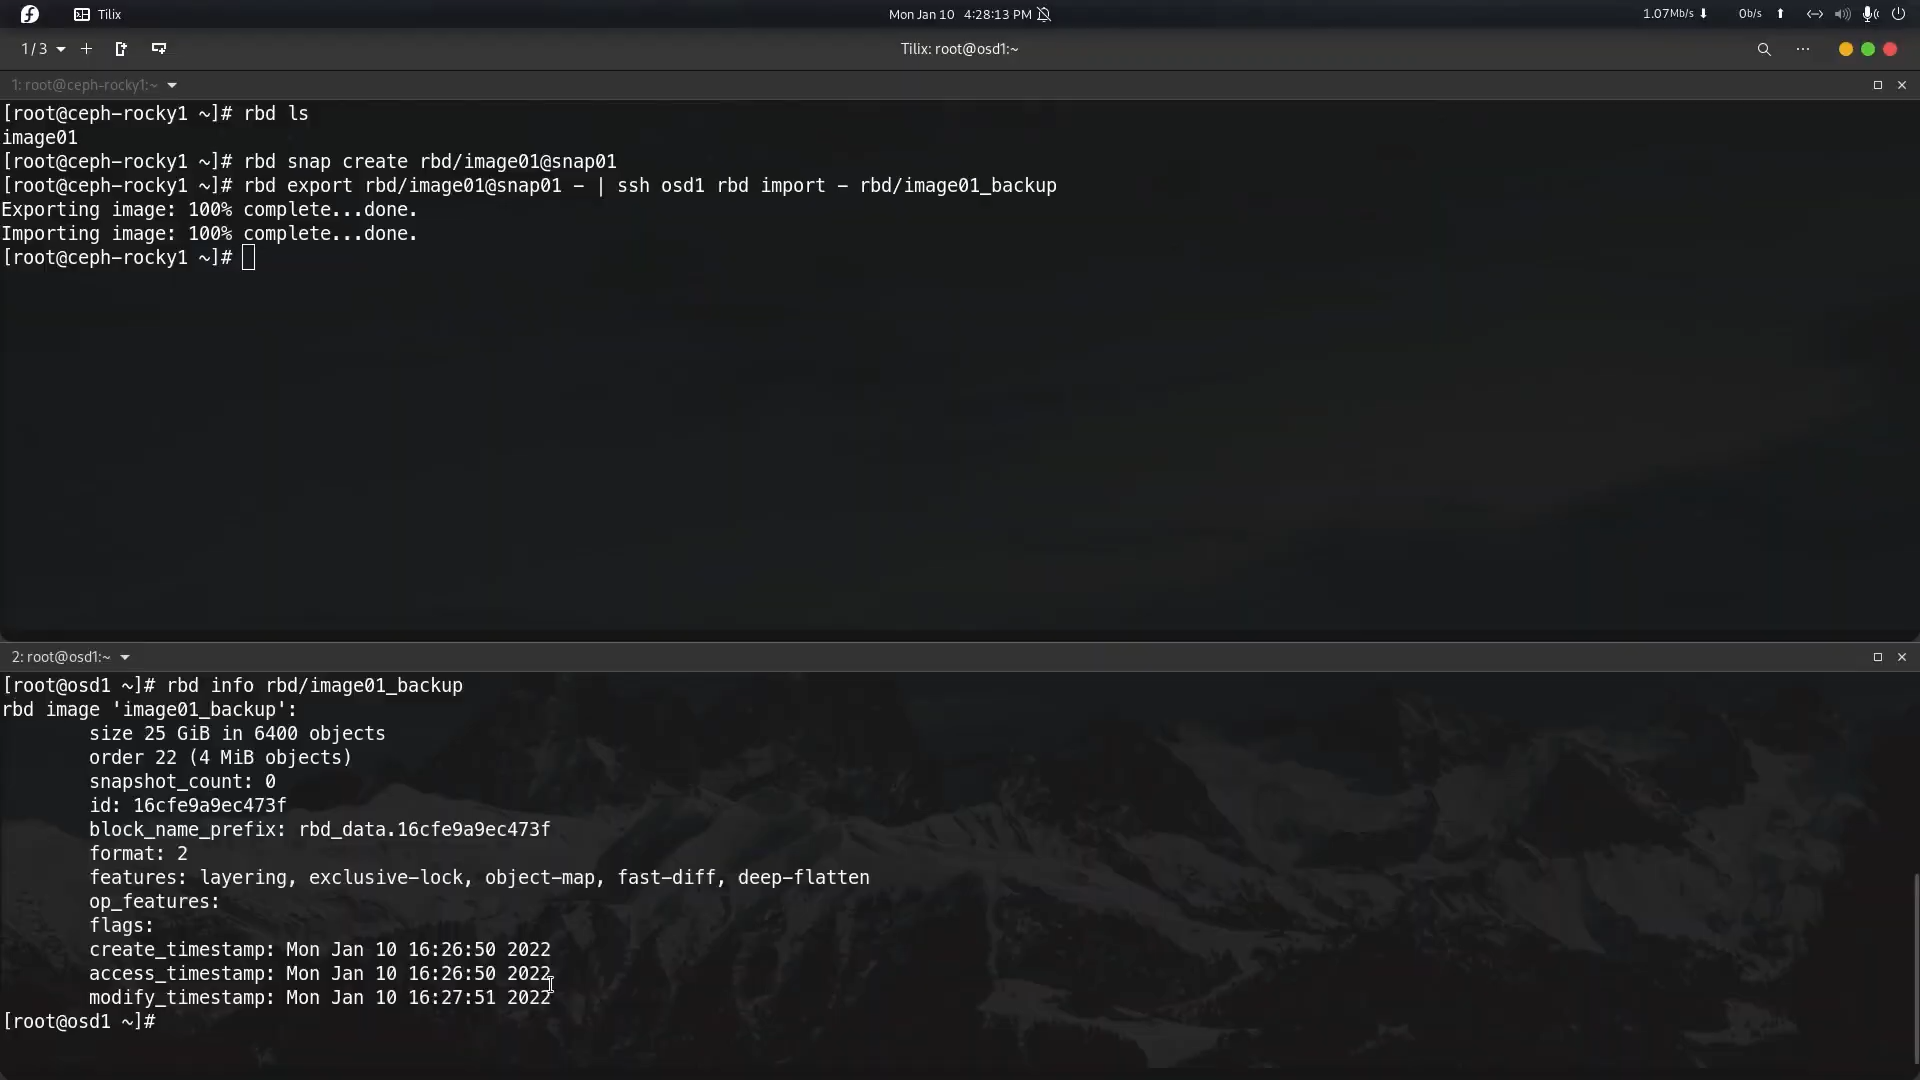 Tilix
Mon Jan 10 4:28:13 PM
1.07Mb/s 0b/s
1/3
Tilix: root@osd1:~
1: root@ceph-rocky1:~
[root@ceph-rocky1 ~]# rbd ls
image01
[root@ceph-rocky1 ~]# rbd snap create rbd/image01@snap01
[root@ceph-rocky1 ~]# rbd export rbd/image01@snap01 - | ssh osd1 rbd import - rbd/image01_backup
Exporting image: 100% complete...done.
Importing image: 100% complete...done.
[root@ceph-rocky1 ~]#
2: root@osd1:~
[root@osd1 ~]# rbd info rbd/image01_backup
rbd image 'image01_backup':
size 25 GiB in 6400 objects
order 22 (4 MiB objects)
snapshot_count: 0
id: 16cfe9a9ec473f
block_name_prefix: rbd_data.16cfe9a9ec473f
format: 2
features: layering, exclusive-lock, object-map, fast-diff, deep-flatten
op_features:
flags:
create_timestamp: Mon Jan 10 16:26:50 2022
access_timestamp: Mon Jan 10 16:26:50 2022
modify_timestamp: Mon Jan 10 16:27:51 2022
[root@osd1 ~]#